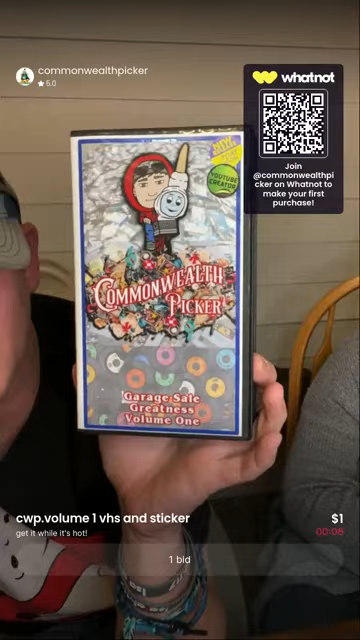 commonwealthpicker
★ 5.0
whatnot
Join
@commonwealthpi
cker on Whatnot to
make your first
purchase!
YOUTUBE
CREATOR
COMMONWEALTH
PICKER
Garage Sale
Greatness
Volume One
cwp.volume 1 vhs and sticker
$1
get it while it's hot!
00:08
1 bid